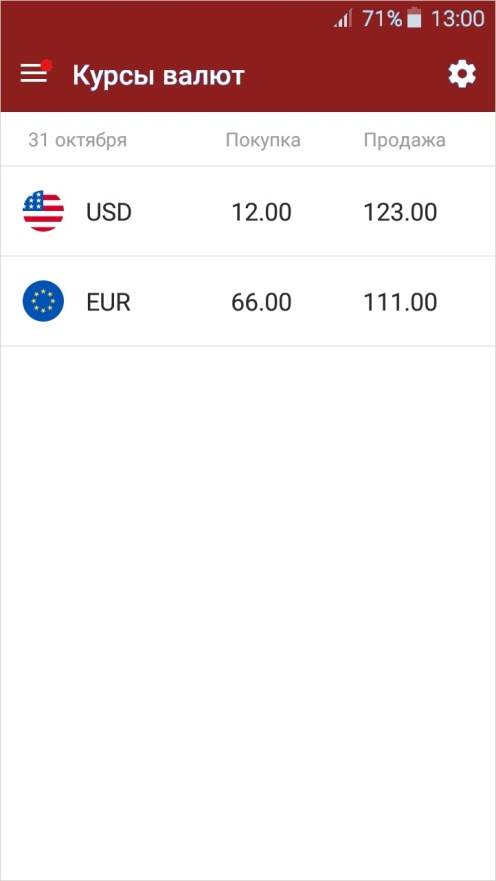 71% 13:00
Курсы валют
31 октября Покупка Продажа
USD 12.00 123.00
EUR 66.00 111.00